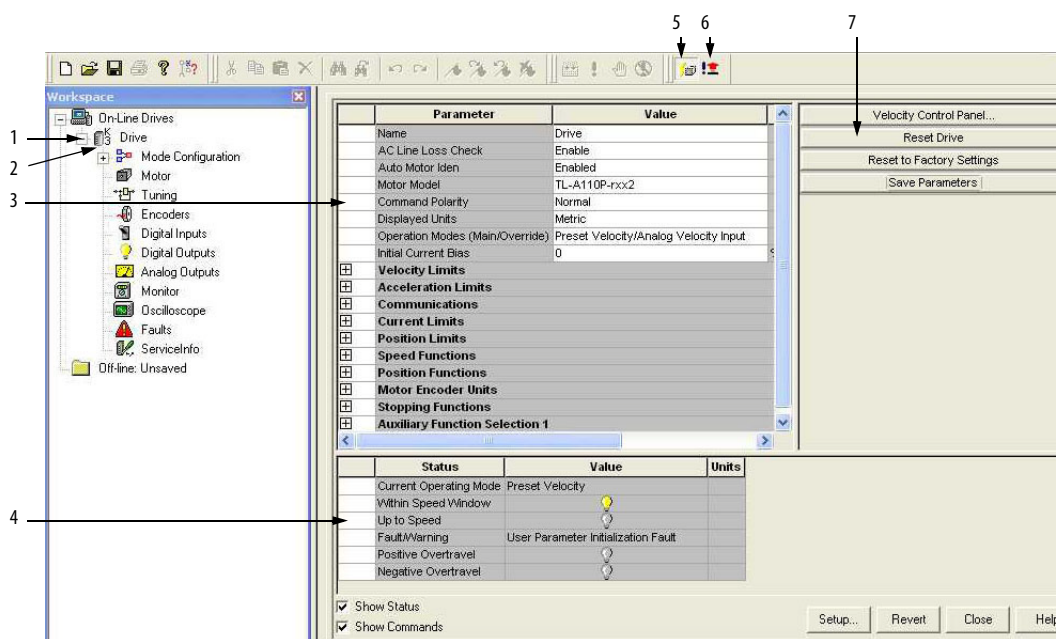 5 6 7
Workspace
On-Line Drives
1
Drive
2
Mode Configuration
Motor
3
Tuning
Encoders
Digital Inputs
Digital Outputs
Analog Outputs
Monitor
Oscilloscope
Faults
ServiceInfo
Off-line: Unsaved
Parameter Value
Name Drive
AC Line Loss Check Enable
Auto Motor Iden Enabled
Motor Model TL-A110P-rxx2
Command Polarity Normal
Displayed Units Metric
Operation Modes (Main/Override) Preset Velocity/Analog Velocity Input
Initial Current Bias 0
Velocity Limits
Acceleration Limits
Communications
Current Limits
Position Limits
Speed Functions
Position Functions
Motor Encoder Units
Stopping Functions
Auxiliary Function Selection 1
Velocity Control Panel...
Reset Drive
Reset to Factory Settings
Save Parameters
4
Status Value Units
Current Operating Mode Preset Velocity
Within Speed Window
Up to Speed
Fault/Warning User Parameter Initialization Fault
Positive Overtravel
Negative Overtravel
Show Status
Show Commands
Setup... Revert Close Help